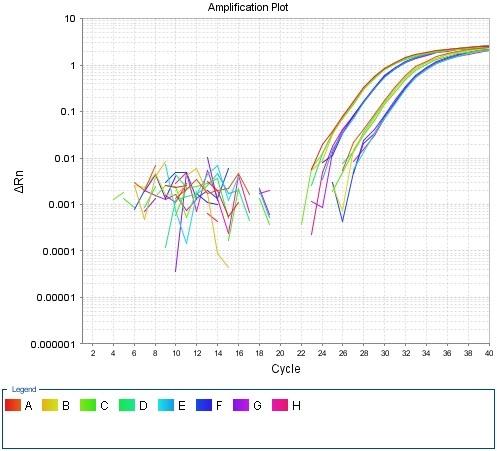 Amplification Plot
10
1
0.1
0.01
0.001
0.0001
0.00001
0.000001
ΔRn
2 4 6 8 10 12 14 16 18 20 22 24 26 28 30 32 34 36 38 40
Cycle
Legend
A B C D E F G H